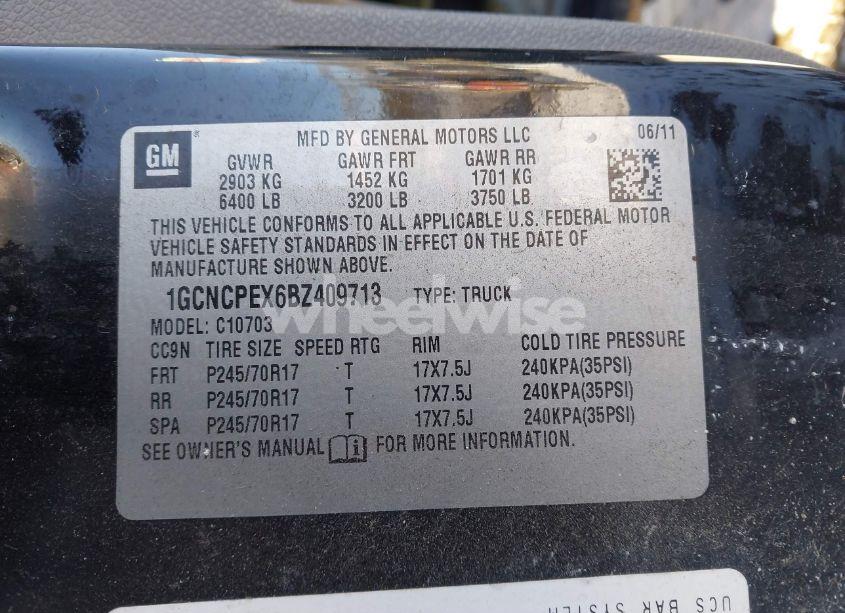 GM
MFD BY GENERAL MOTORS LLC 06/11
GVWR GAWR FRT GAWR RR
2903 KG 1452 KG 1701 KG
6400 LB 3200 LB 3750 LB
THIS VEHICLE CONFORMS TO ALL APPLICABLE U.S. FEDERAL MOTOR
VEHICLE SAFETY STANDARDS IN EFFECT ON THE DATE OF
MANUFACTURE SHOWN ABOVE.
1GCNCPEX6BZ409713 TYPE: TRUCK
wheelwise
MODEL: C10703
CC9N TIRE SIZE SPEED RTG RIM COLD TIRE PRESSURE
FRT P245/70R17 T 17X7.5J 240KPA(35PSI)
RR P245/70R17 T 17X7.5J 240KPA(35PSI)
SPA P245/70R17 T 17X7.5J 240KPA(35PSI)
SEE OWNER'S MANUAL FOR MORE INFORMATION.
UCS BAR SYSTEM